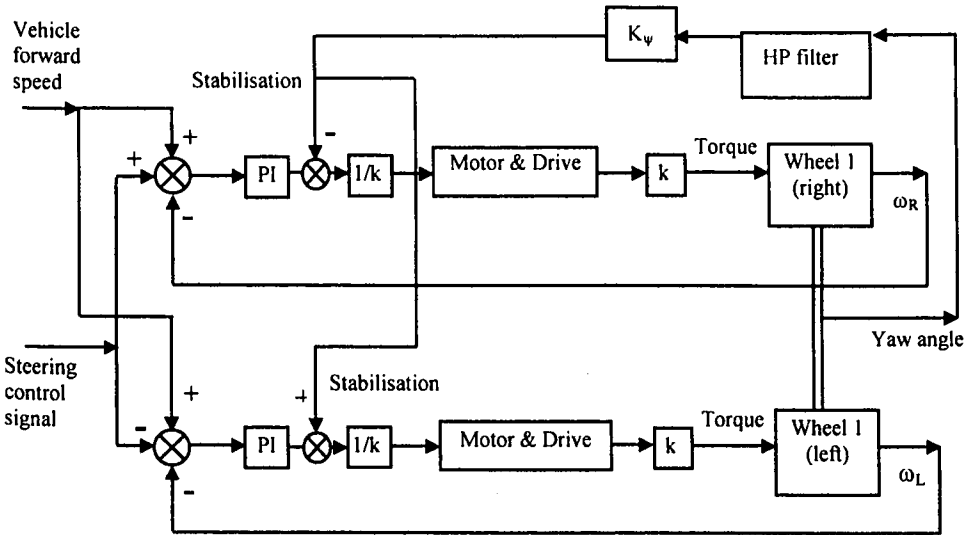 Vehicle
forward
speed
K_ψ
HP filter
Stabilisation
-
+
+
PI
1/k
Motor & Drive
k
Torque
Wheel 1
(right)
ω_R
-
Yaw angle
Steering
control
signal
Stabilisation
+
+
-
PI
1/k
Motor & Drive
k
Torque
Wheel 1
(left)
ω_L
-